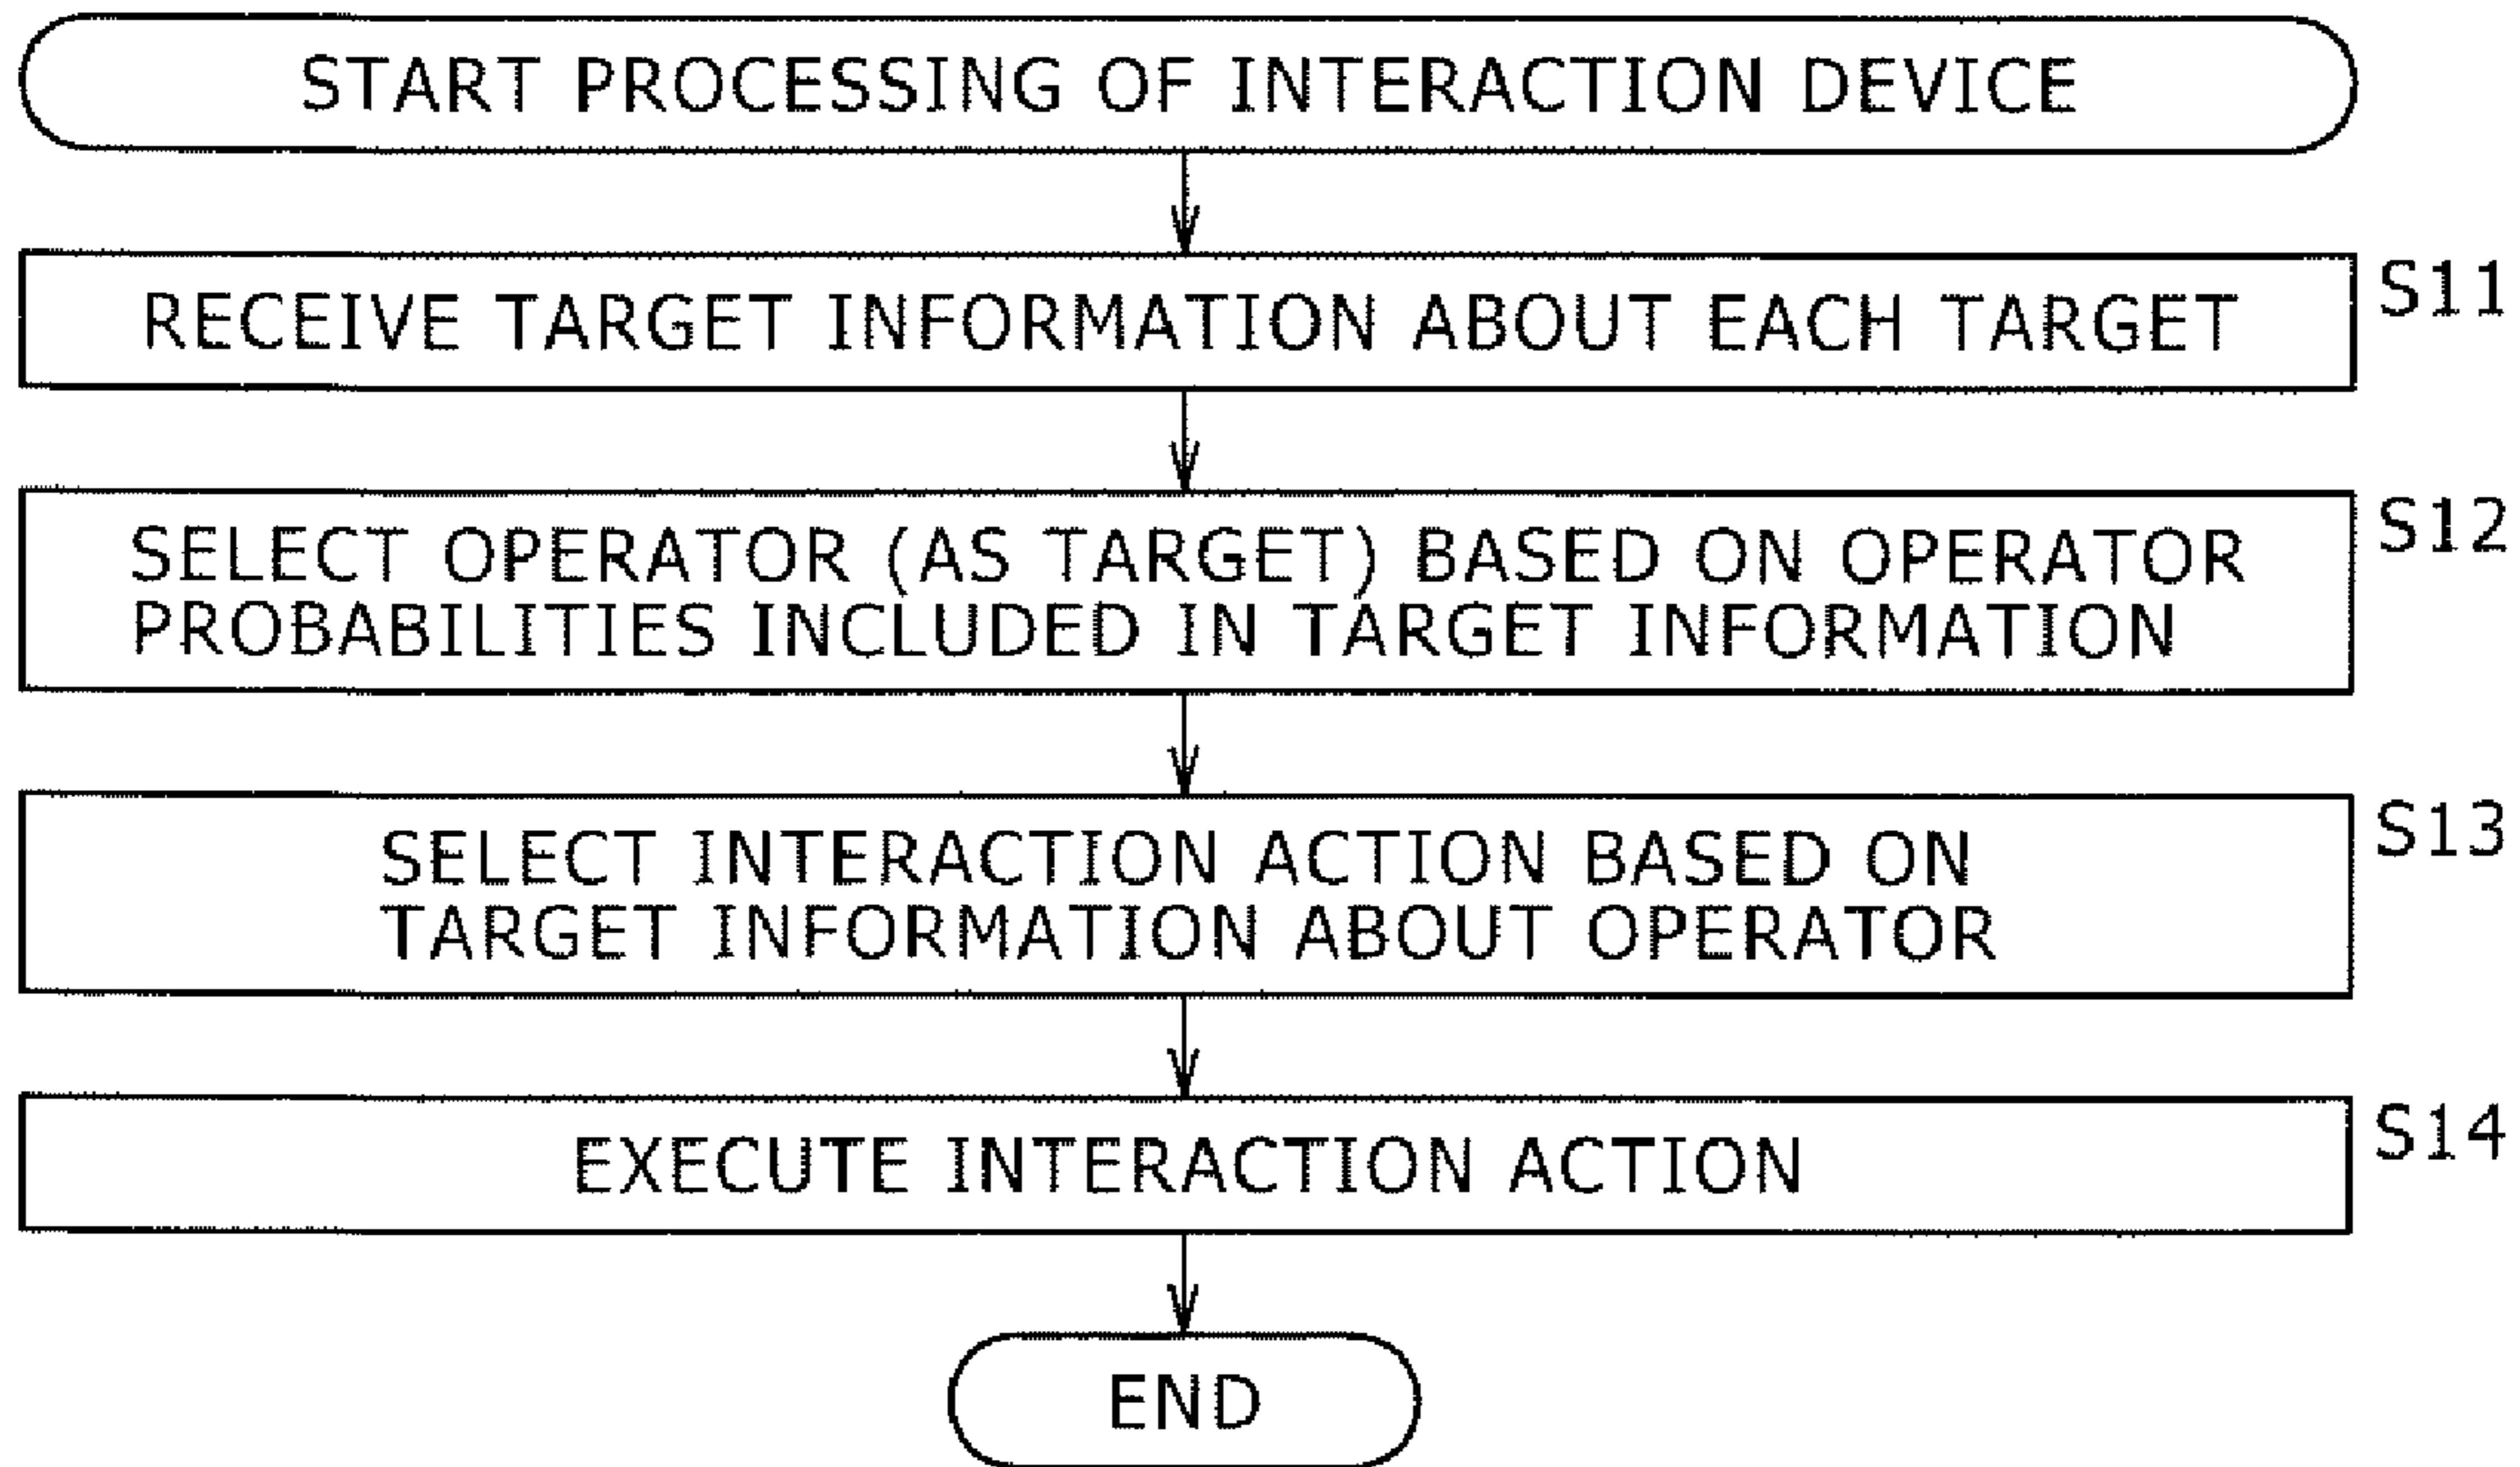 START PROCESSING OF INTERACTION DEVICE
RECEIVE TARGET INFORMATION ABOUT EACH TARGET
S11
SELECT OPERATOR (AS TARGET) BASED ON OPERATOR
PROBABILITIES INCLUDED IN TARGET INFORMATION
S12
SELECT INTERACTION ACTION BASED ON
TARGET INFORMATION ABOUT OPERATOR
S13
EXECUTE INTERACTION ACTION
S14
END